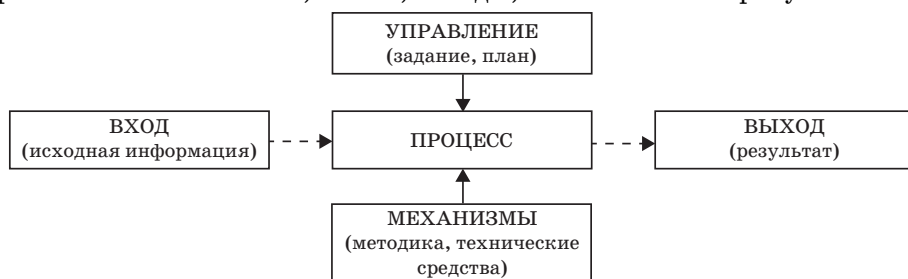 УПРАВЛЕНИЕ
(задание, план)
ВХОД
(исходная информация)
ПРОЦЕСС
ВЫХОД
(результат)
МЕХАНИЗМЫ
(методика, технические
средства)